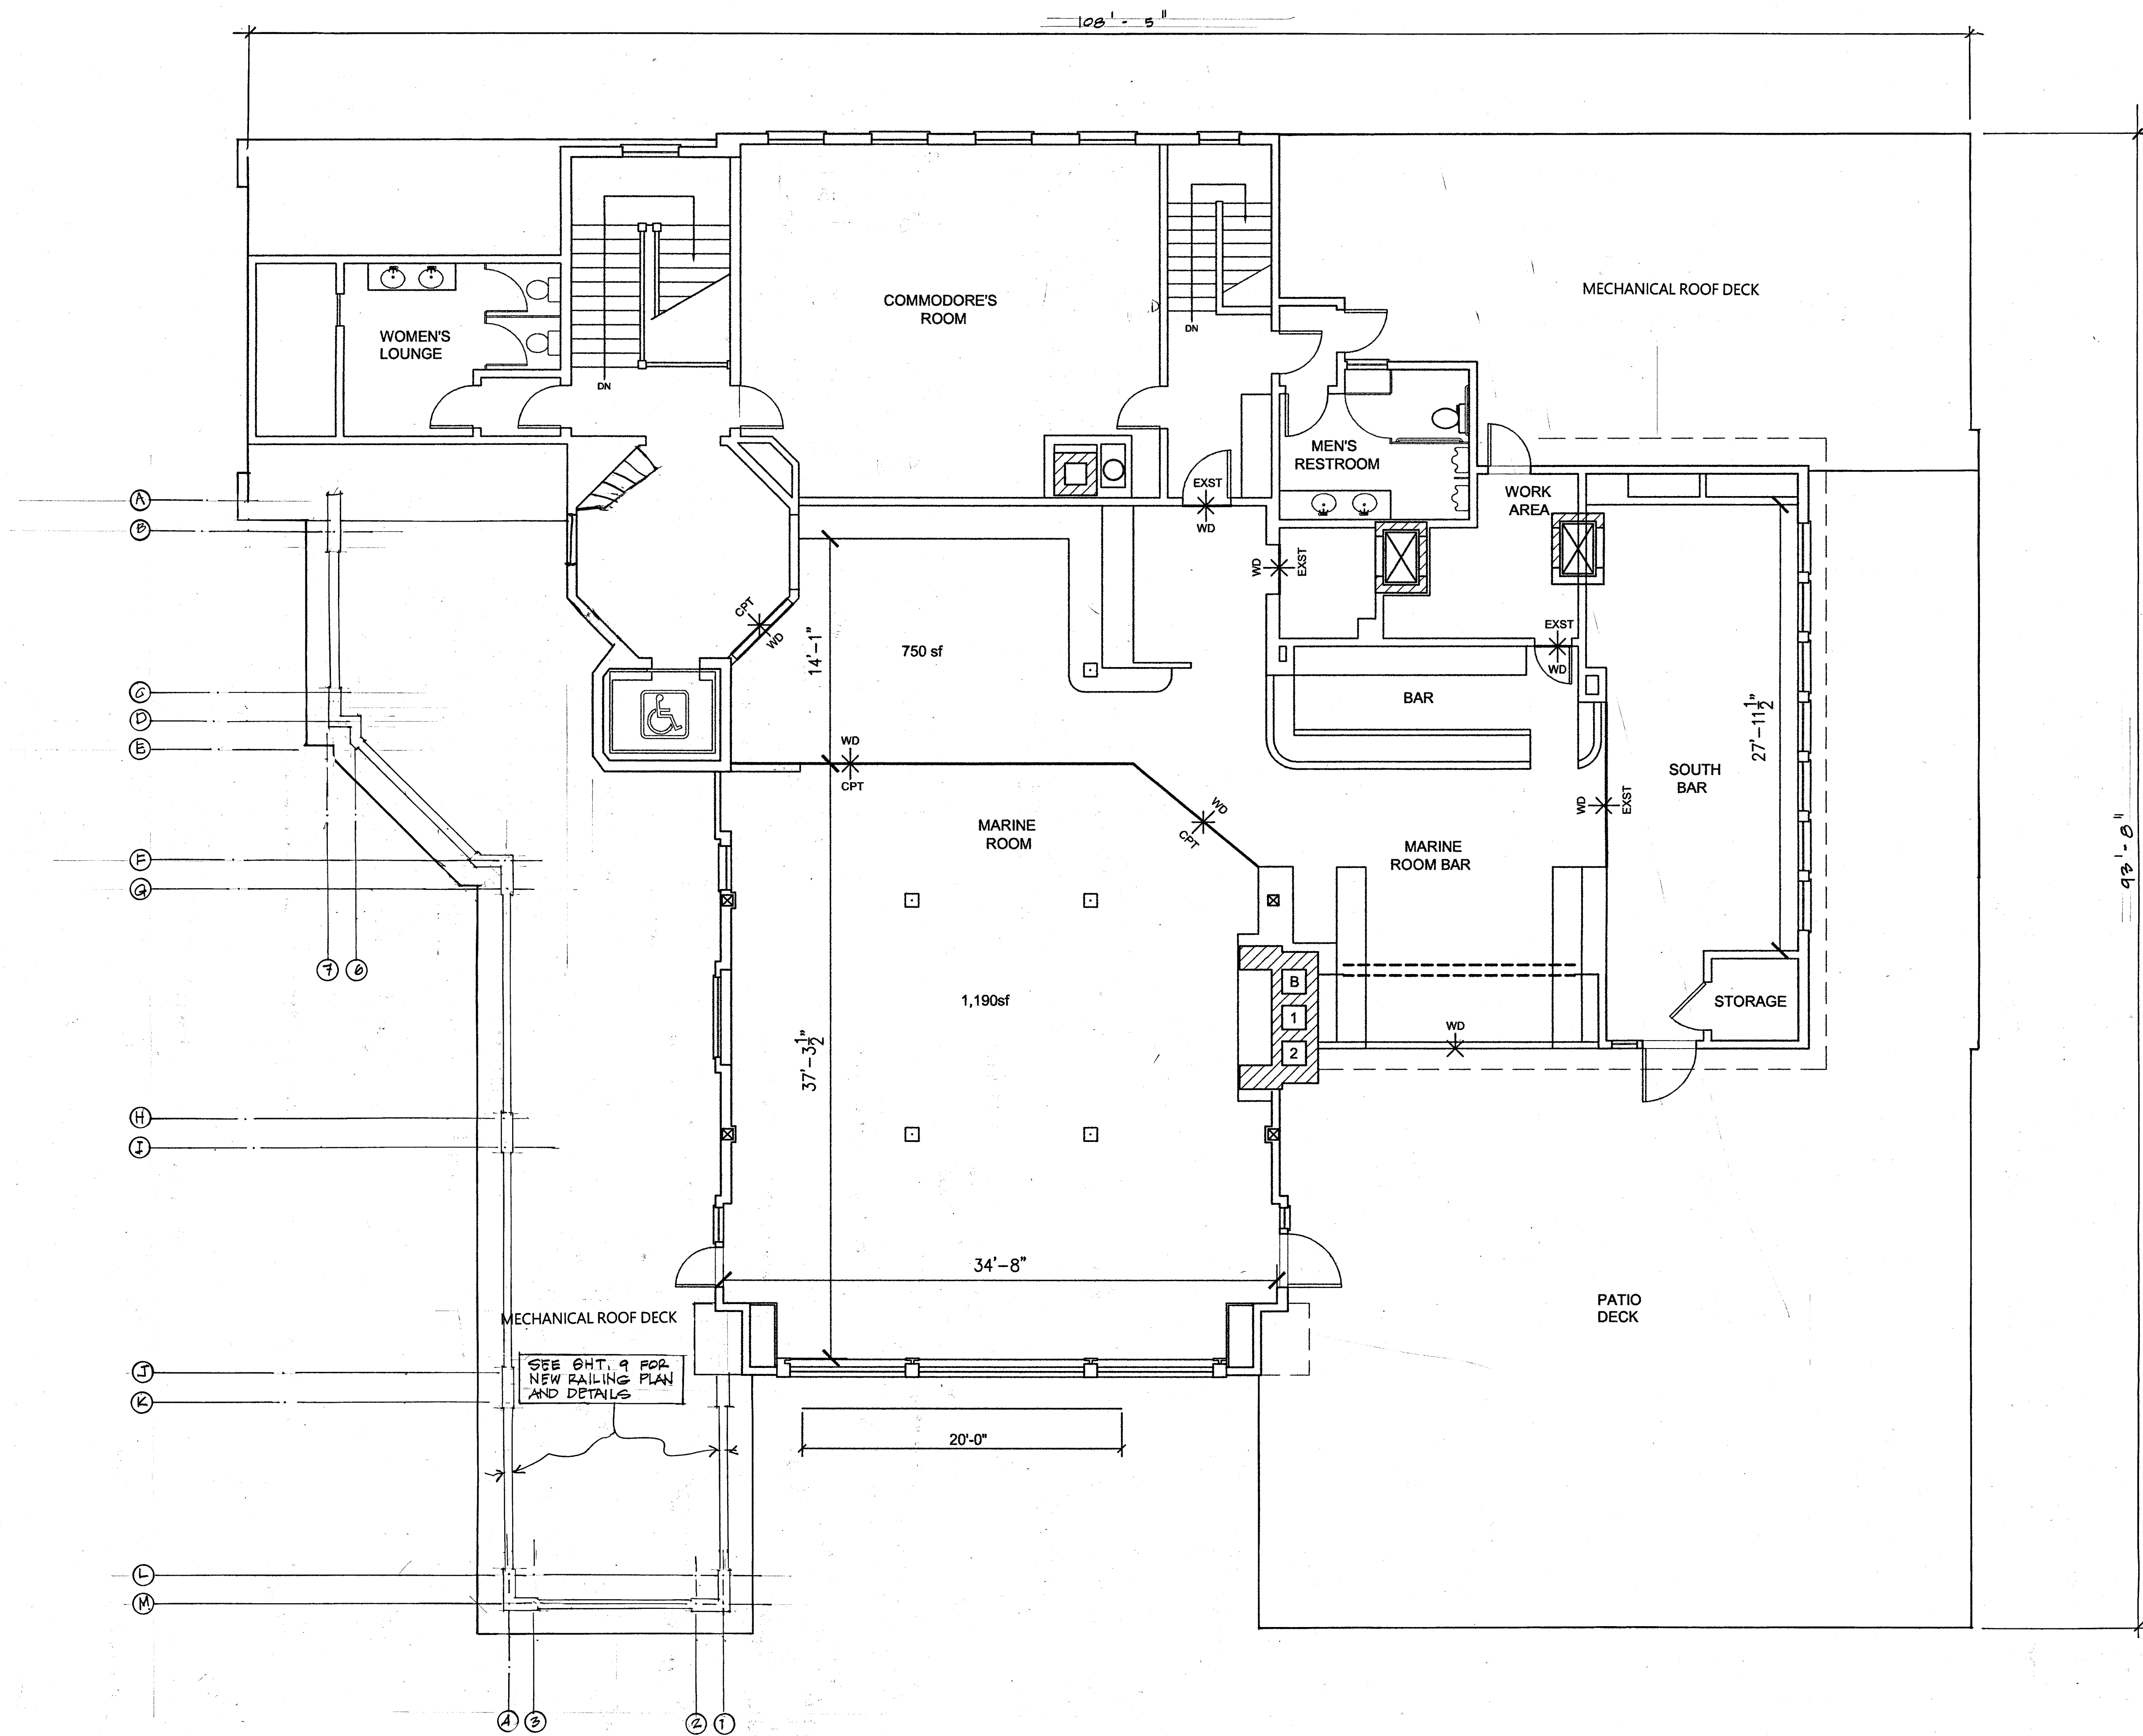 108' - 5"
MECHANICAL ROOF DECK
COMMODORE'S
ROOM
WOMEN'S
LOUNGE
DN
DN
MEN'S
RESTROOM
EXST
WD
WORK
AREA
A
B
WD
EXST
CPT
WD
14'-1"
750 sf
EXST
WD
BAR
C
D
E
27'-11 1/2"
SOUTH
BAR
WD
CPT
WD
CPT
WD
EXST
MARINE
ROOM
MARINE
ROOM BAR
93'-8"
F
G
7
6
B
1
2
1,190sf
STORAGE
WD
37'-3 1/2"
H
I
34'-8"
MECHANICAL ROOF DECK
PATIO
DECK
SEE SHT. 9 FOR
NEW RAILING PLAN
AND DETAILS
J
K
20'-0"
L
M
4
3
2
1